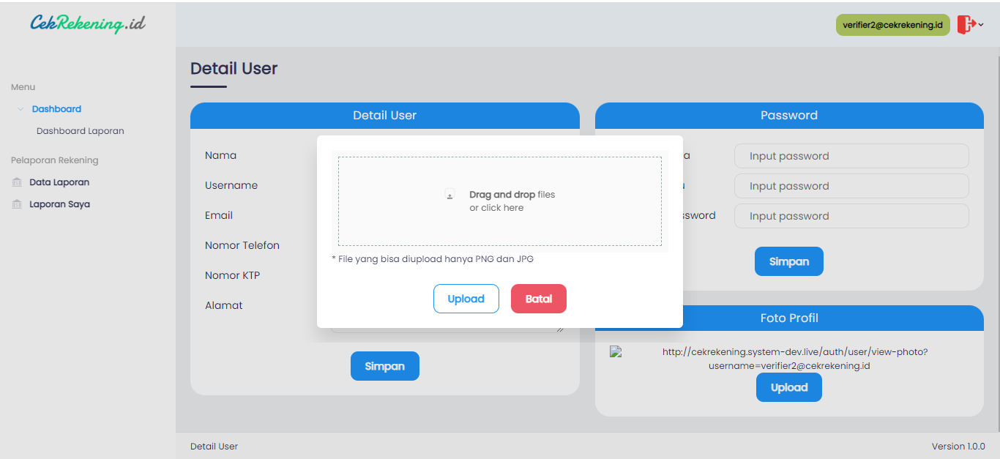 CekRekening.id
verifier2@cekrekening.id
Menu
Dashboard
Dashboard Laporan
Pelaporan Rekening
Data Laporan
Laporan Saya
Detail User
Detail User
Nama
Username
Email
Nomor Telefon
Nomor KTP
Alamat
Simpan
Drag and drop files
or click here
* File yang bisa diupload hanya PNG dan JPG
Upload
Batal
Password
Input password
Input password
Input password
Simpan
Foto Profil
http://cekrekening.system-dev.live/auth/user/view-photo?
username=verifier2@cekrekening.id
Upload
Detail User
Version 1.0.0